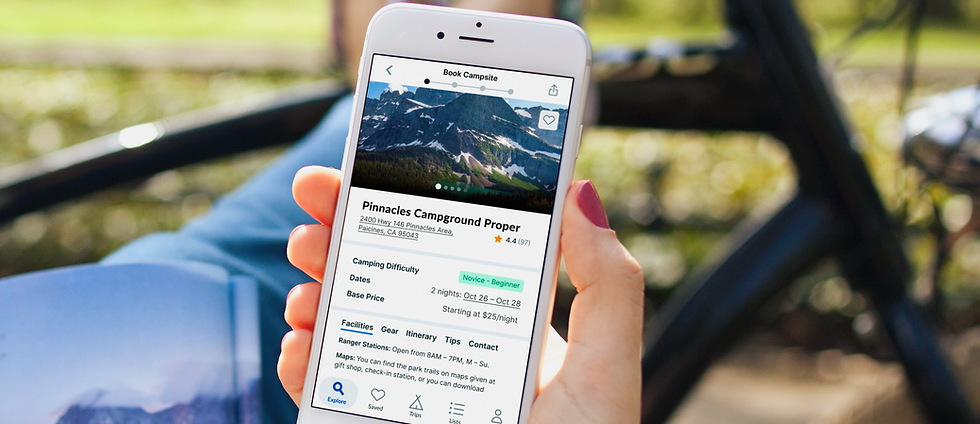 Book Campsite
Pinnacles Campground Proper
2400 Hwy 146 Pinnacles Area,
Paicines, CA 95043
4.4 (97)
Camping Difficulty
Novice - Beginner
Dates
2 nights: Oct 26 – Oct 28
Base Price
Starting at $25/night
Facilities Gear Itinerary Tips Contact
Ranger Stations: Open from 8AM – 7PM, M – Su.
Maps: You can find the park trails on maps given at
gift shop, check-in station, or you can download
Explore
Saved
Trips
Lists